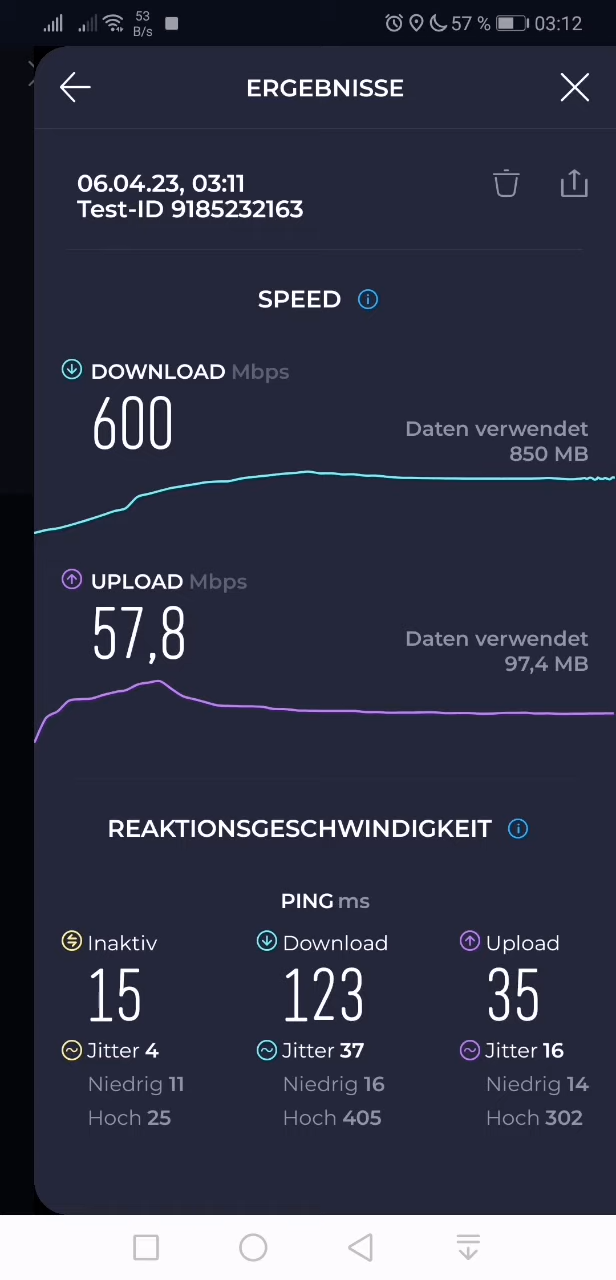 53 B/s 57 % 03:12
ERGEBNISSE
06.04.23, 03:11
Test-ID 9185232163
SPEED
DOWNLOAD Mbps
600
Daten verwendet
850 MB
UPLOAD Mbps
57,8
Daten verwendet
97,4 MB
REAKTIONSGESCHWINDIGKEIT
PING ms
Inaktiv Download Upload
15 123 35
Jitter 4 Jitter 37 Jitter 16
Niedrig 11 Niedrig 16 Niedrig 14
Hoch 25 Hoch 405 Hoch 302